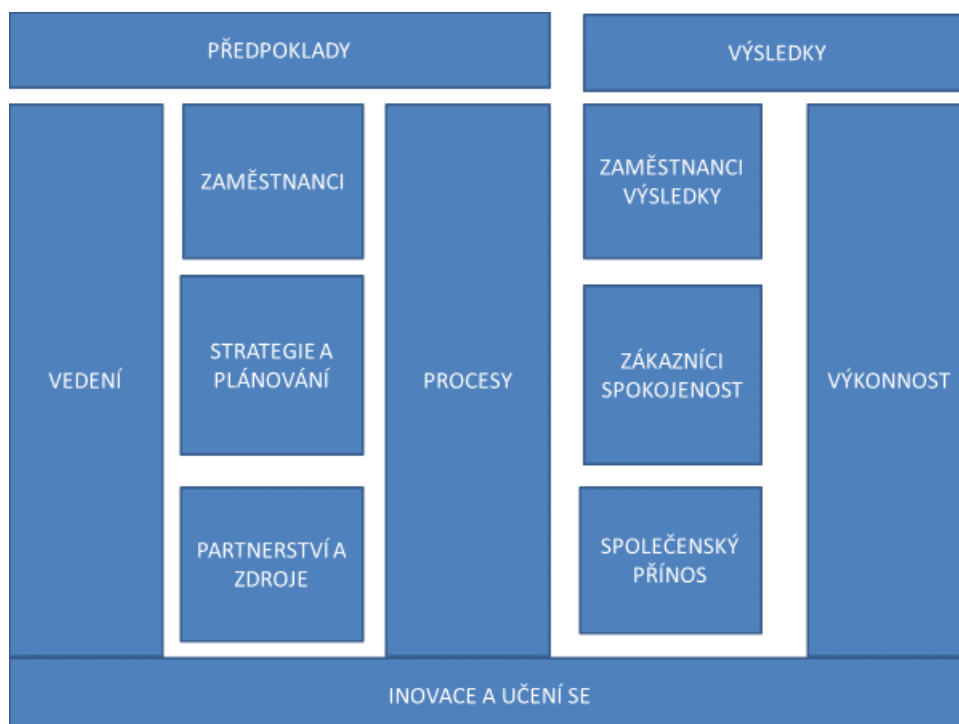 PŘEDPOKLADY
VÝSLEDKY
VEDENÍ
ZAMĚSTNANCI
STRATEGIE A
PLÁNOVÁNÍ
PARTNERSTVÍ A
ZDROJE
PROCESY
ZAMĚSTNANCI
VÝSLEDKY
ZÁKAZNÍCI
SPOKOJENOST
SPOLEČENSKÝ
PŘÍNOS
VÝKONNOST
INOVACE A UČENÍ SE